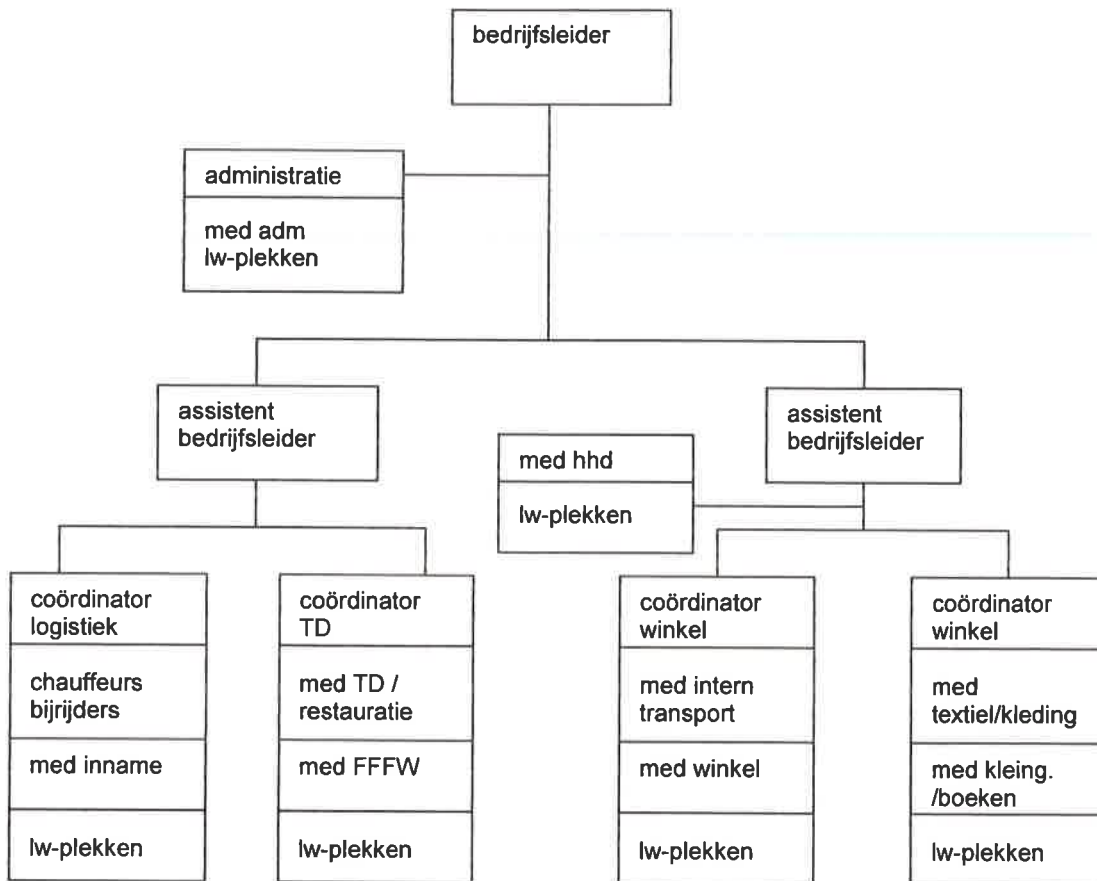 bedrijfsleider
administratie
med adm
lw-plekken
assistent
bedrijfsleider
assistent
bedrijfsleider
med hhd
lw-plekken
coördinator
logistiek
chauffeurs
bijrijders
med inname
lw-plekken
coördinator
TD
med TD /
restauratie
med FFFW
lw-plekken
coördinator
winkel
med intern
transport
med winkel
lw-plekken
coördinator
winkel
med
textiel/kleding
med kleing.
/boeken
lw-plekken